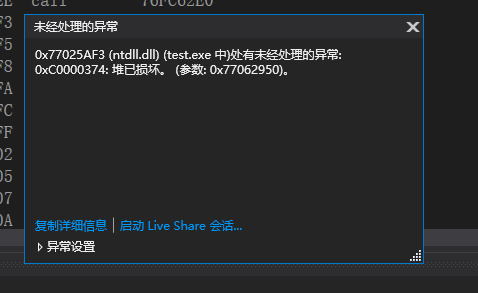 call 76FC62E0
F3
F5
F8
FA
FC
FF
02
05
07
0A
未经处理的异常
0x77025AF3 (ntdll.dll) (test.exe 中)处有未经处理的异常:
0xC0000374: 堆已损坏。 (参数: 0x77062950)。
复制详细信息 | 启动 Live Share 会话...
异常设置